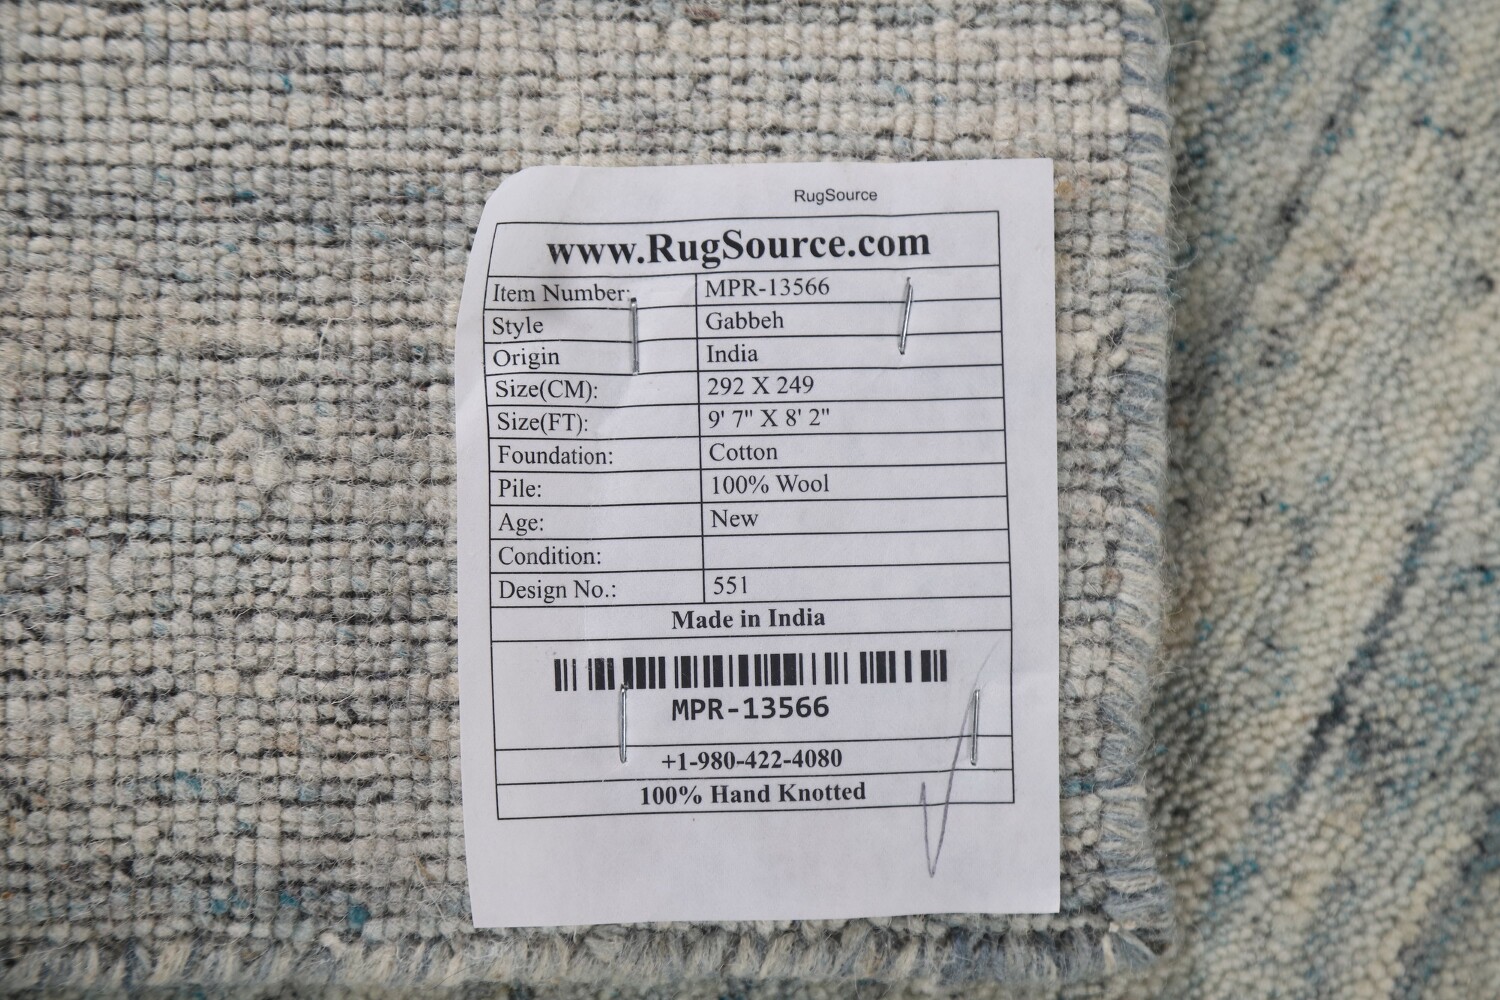 RugSource
www.RugSource.com
Item Number: MPR-13566
Style Gabbeh
Origin India
Size(CM): 292 X 249
Size(FT): 9' 7" X 8' 2"
Foundation: Cotton
Pile: 100% Wool
Age: New
Condition:
Design No.: 551
Made in India
MPR-13566
+1-980-422-4080
100% Hand Knotted